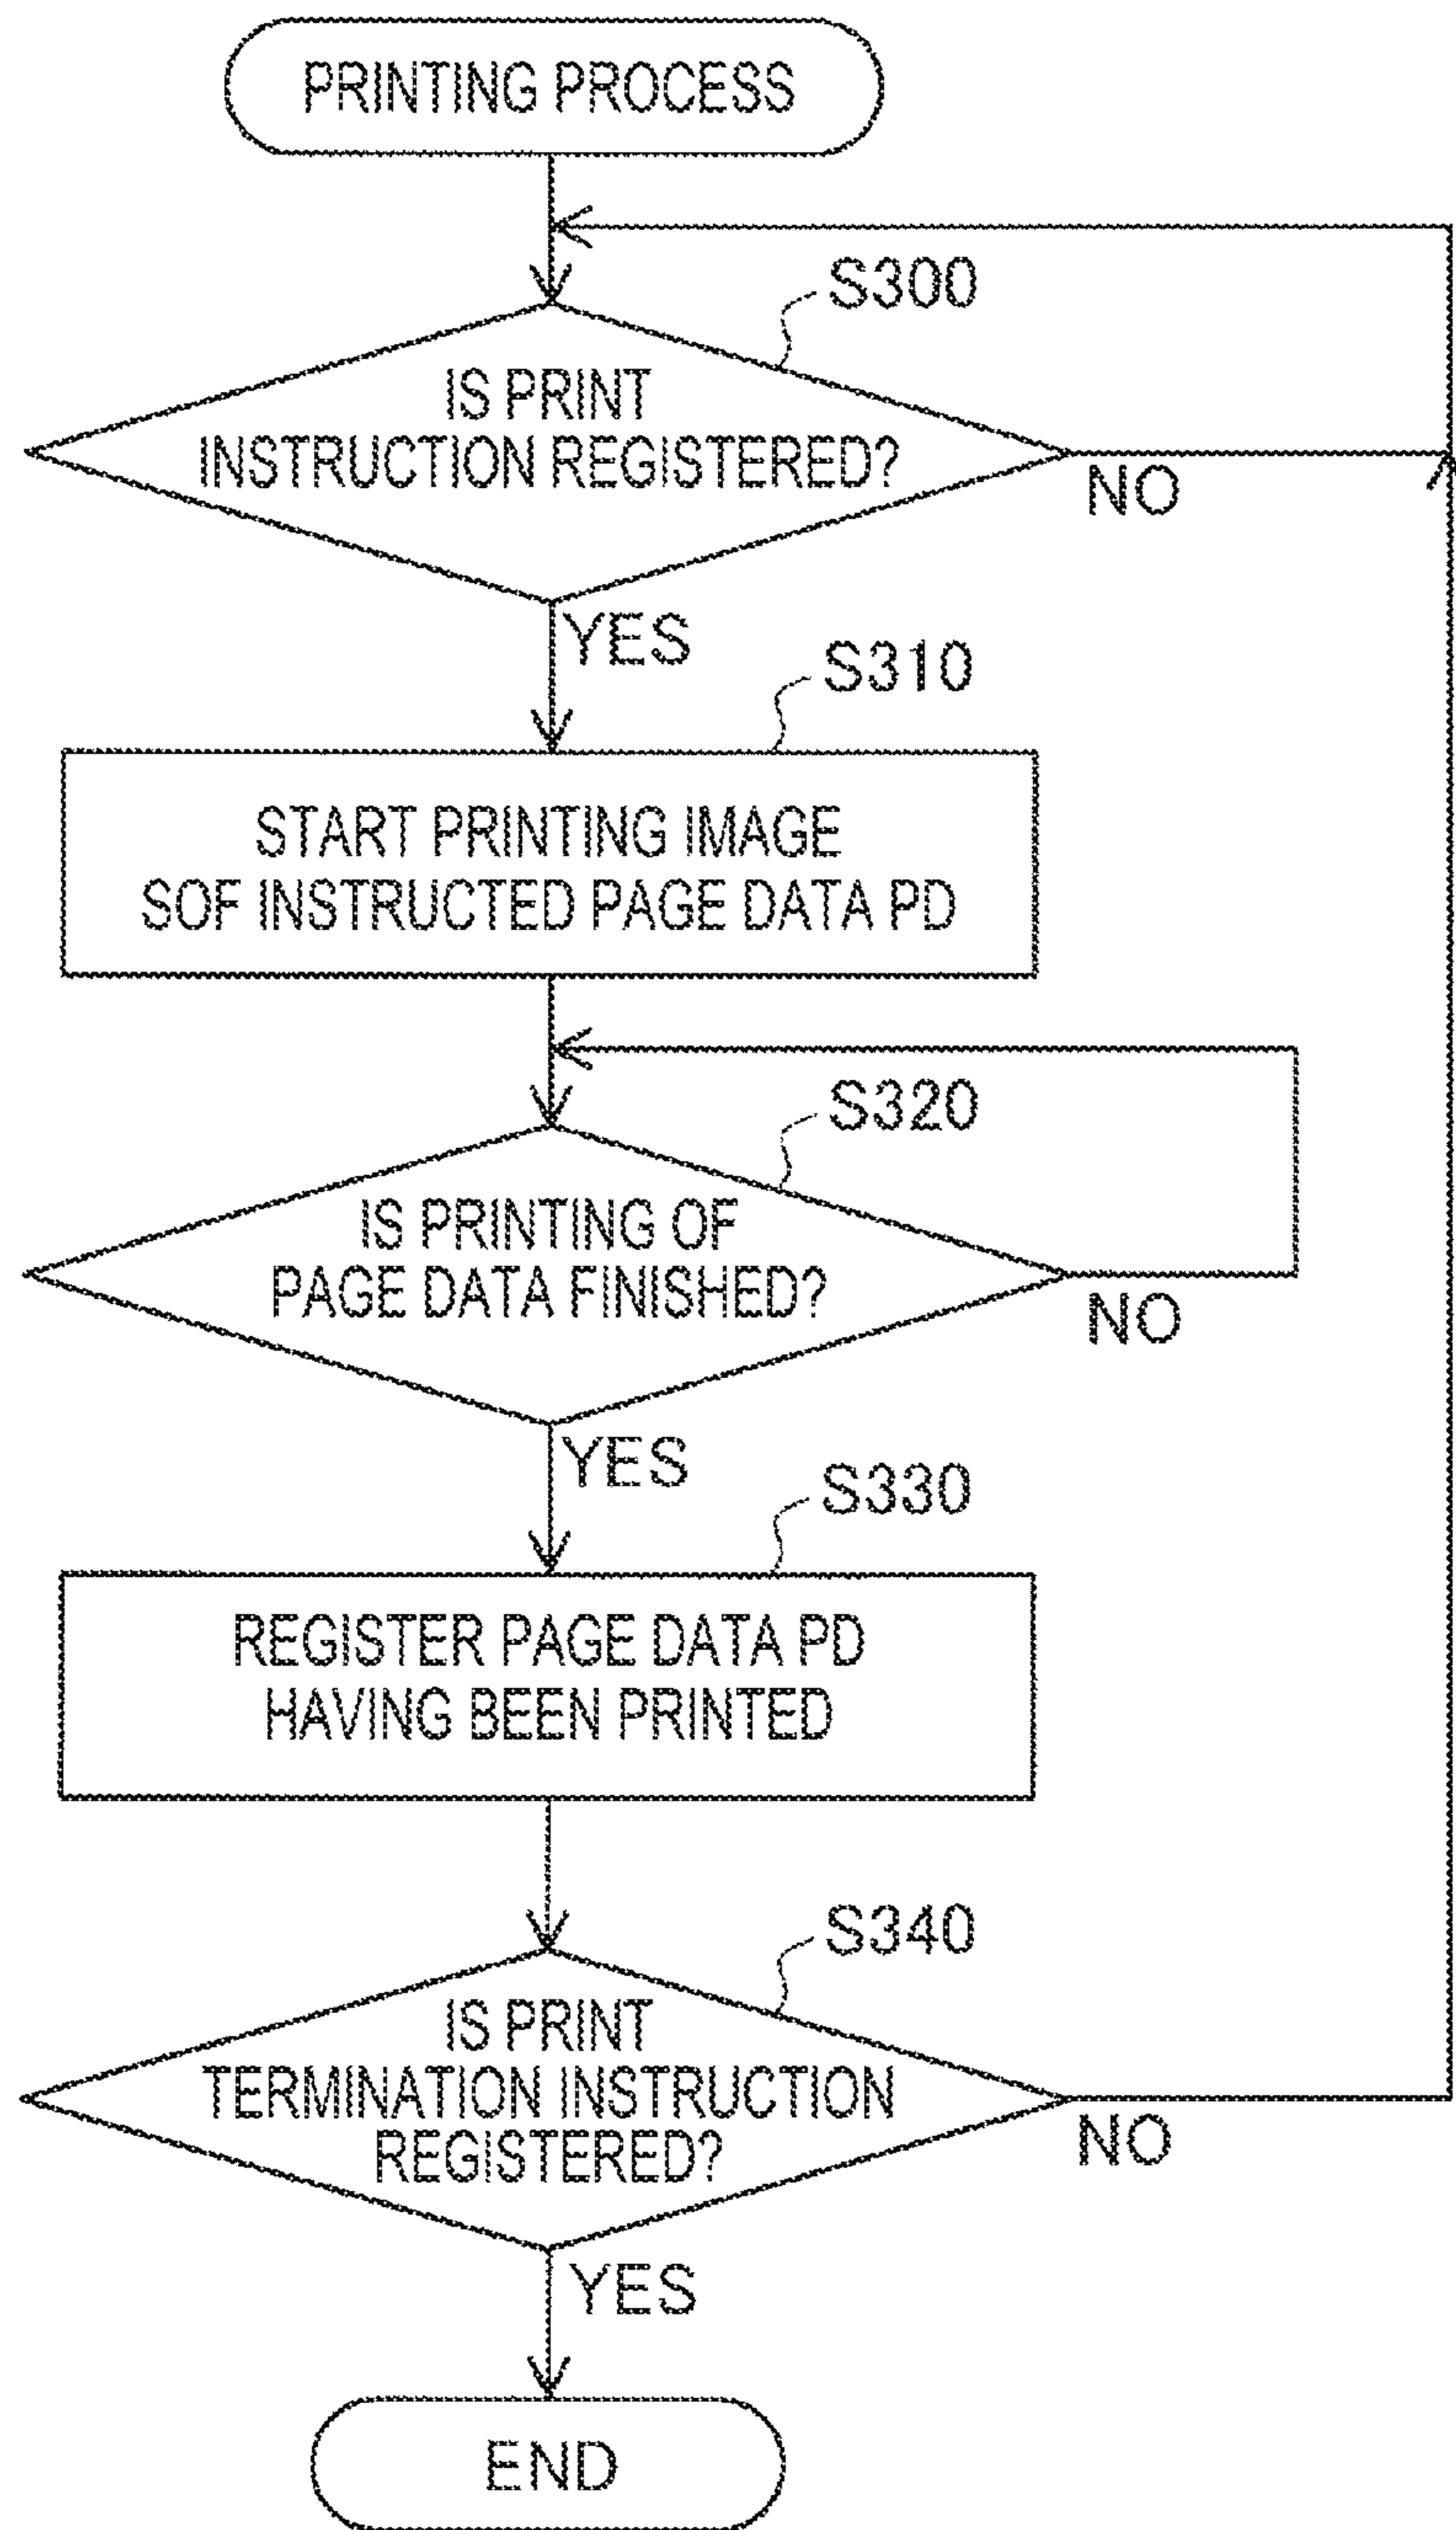 PRINTING PROCESS
S300
IS PRINT
INSTRUCTION REGISTERED?
NO
YES
S310
START PRINTING IMAGE
SOF INSTRUCTED PAGE DATA PD
S320
IS PRINTING OF
PAGE DATA FINISHED?
NO
YES
S330
REGISTER PAGE DATA PD
HAVING BEEN PRINTED
S340
IS PRINT
TERMINATION INSTRUCTION
REGISTERED?
NO
YES
END